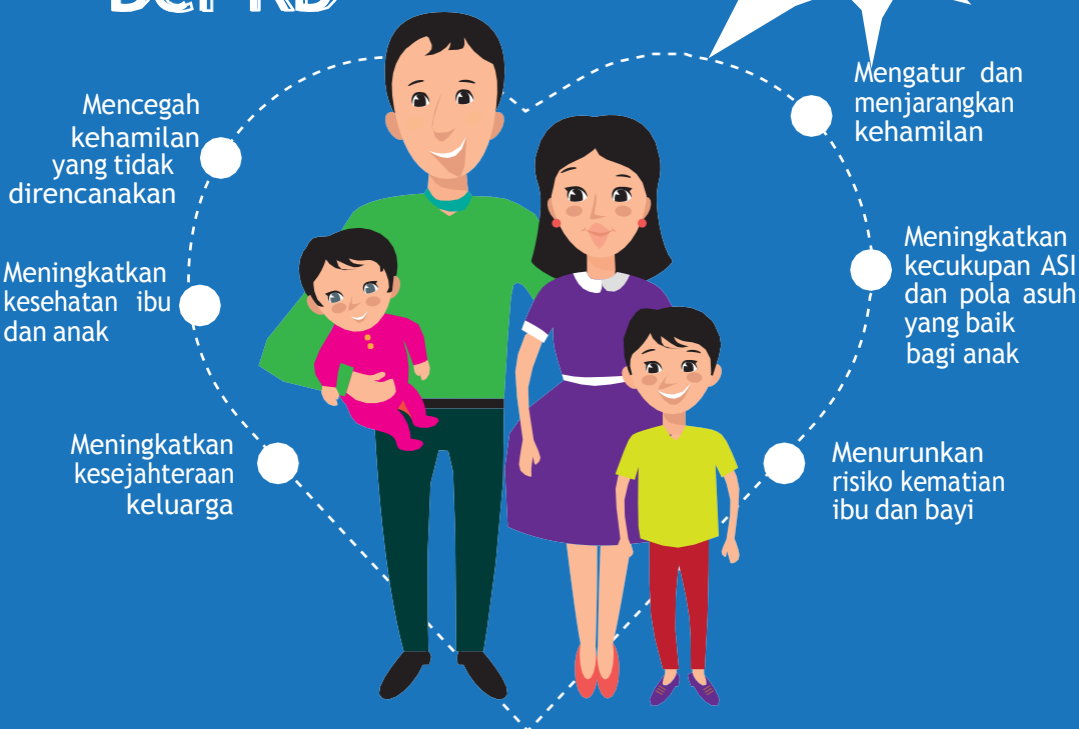 Mencegah
kehamilan
yang tidak
direncanakan
Meningkatkan
kesehatan ibu
dan anak
Meningkatkan
kesejahteraan
keluarga
Mengatur dan
menjarangkan
kehamilan
Meningkatkan
kecukupan ASI
dan pola asuh
yang baik
bagi anak
Menurunkan
risiko kematian
ibu dan bayi